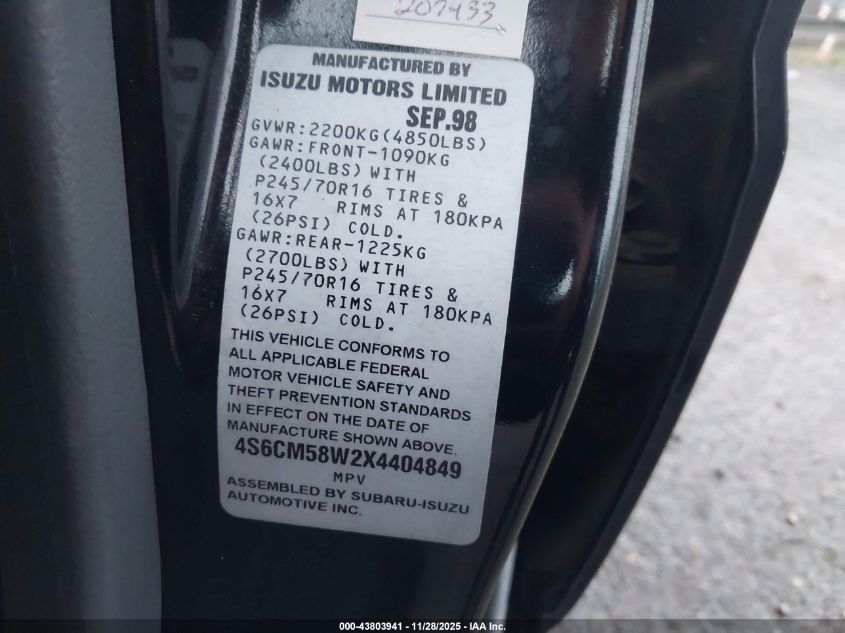 207433
MANUFACTURED BY
ISUZU MOTORS LIMITED
SEP.98
GVWR:2200KG(4850LBS)
GAWR:FRONT-1090KG
(2400LBS) WITH
P245/70R16 TIRES &
16X7 RIMS AT 180KPA
(26PSI) COLD.
GAWR:REAR-1225KG
(2700LBS) WITH
P245/70R16 TIRES &
16X7 RIMS AT 180KPA
(26PSI) COLD.
THIS VEHICLE CONFORMS TO
ALL APPLICABLE FEDERAL
MOTOR VEHICLE SAFETY AND
THEFT PREVENTION STANDARDS
IN EFFECT ON THE DATE OF
MANUFACTURE SHOWN ABOVE.
4S6CM58W2X4404849
MPV
ASSEMBLED BY SUBARU-ISUZU
AUTOMOTIVE INC.
000-43803941 | 11/28/2025 | IAA Inc.